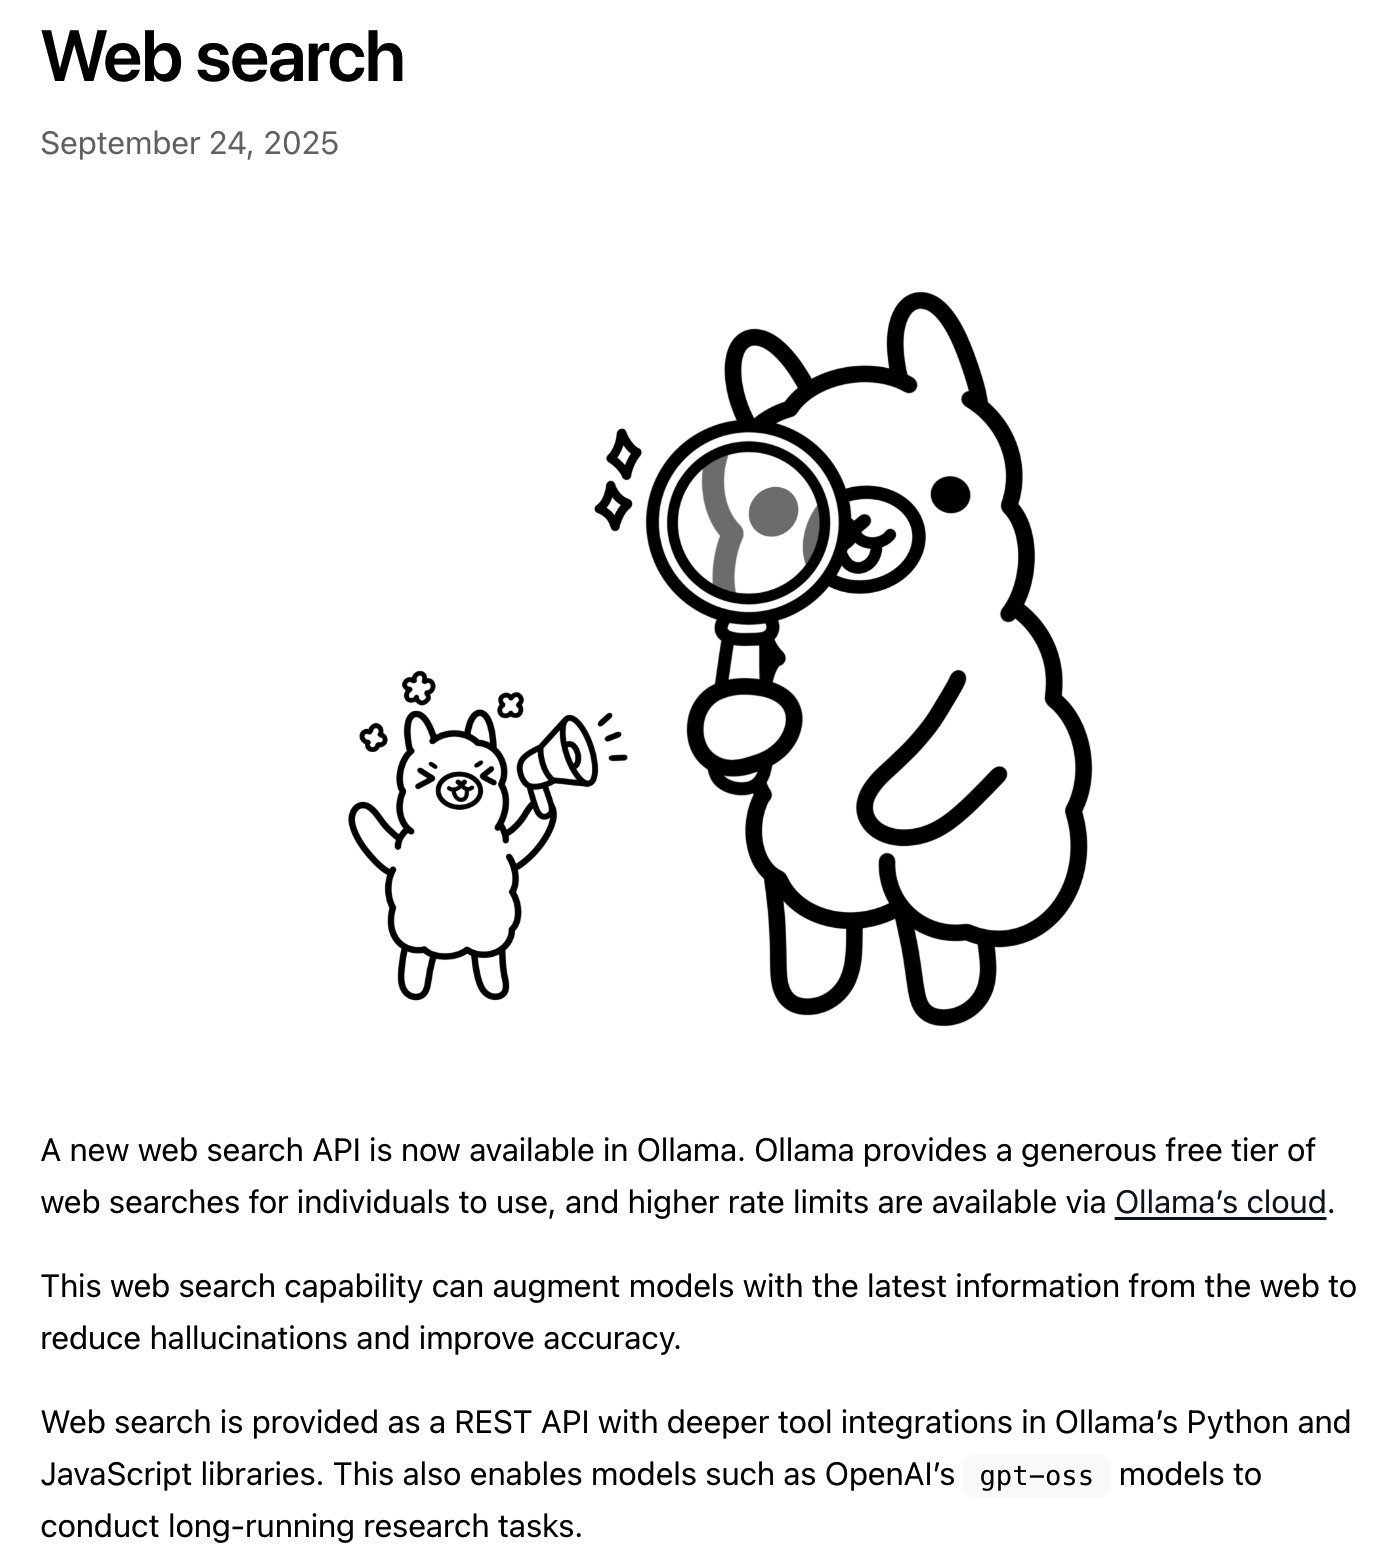 Web search
September 24, 2025
A new web search API is now available in Ollama. Ollama provides a generous free tier of
web searches for individuals to use, and higher rate limits are available via Ollama’s cloud.
This web search capability can augment models with the latest information from the web to
reduce hallucinations and improve accuracy.
Web search is provided as a REST API with deeper tool integrations in Ollama’s Python and
JavaScript libraries. This also enables models such as OpenAI’s gpt-oss models to
conduct long-running research tasks.